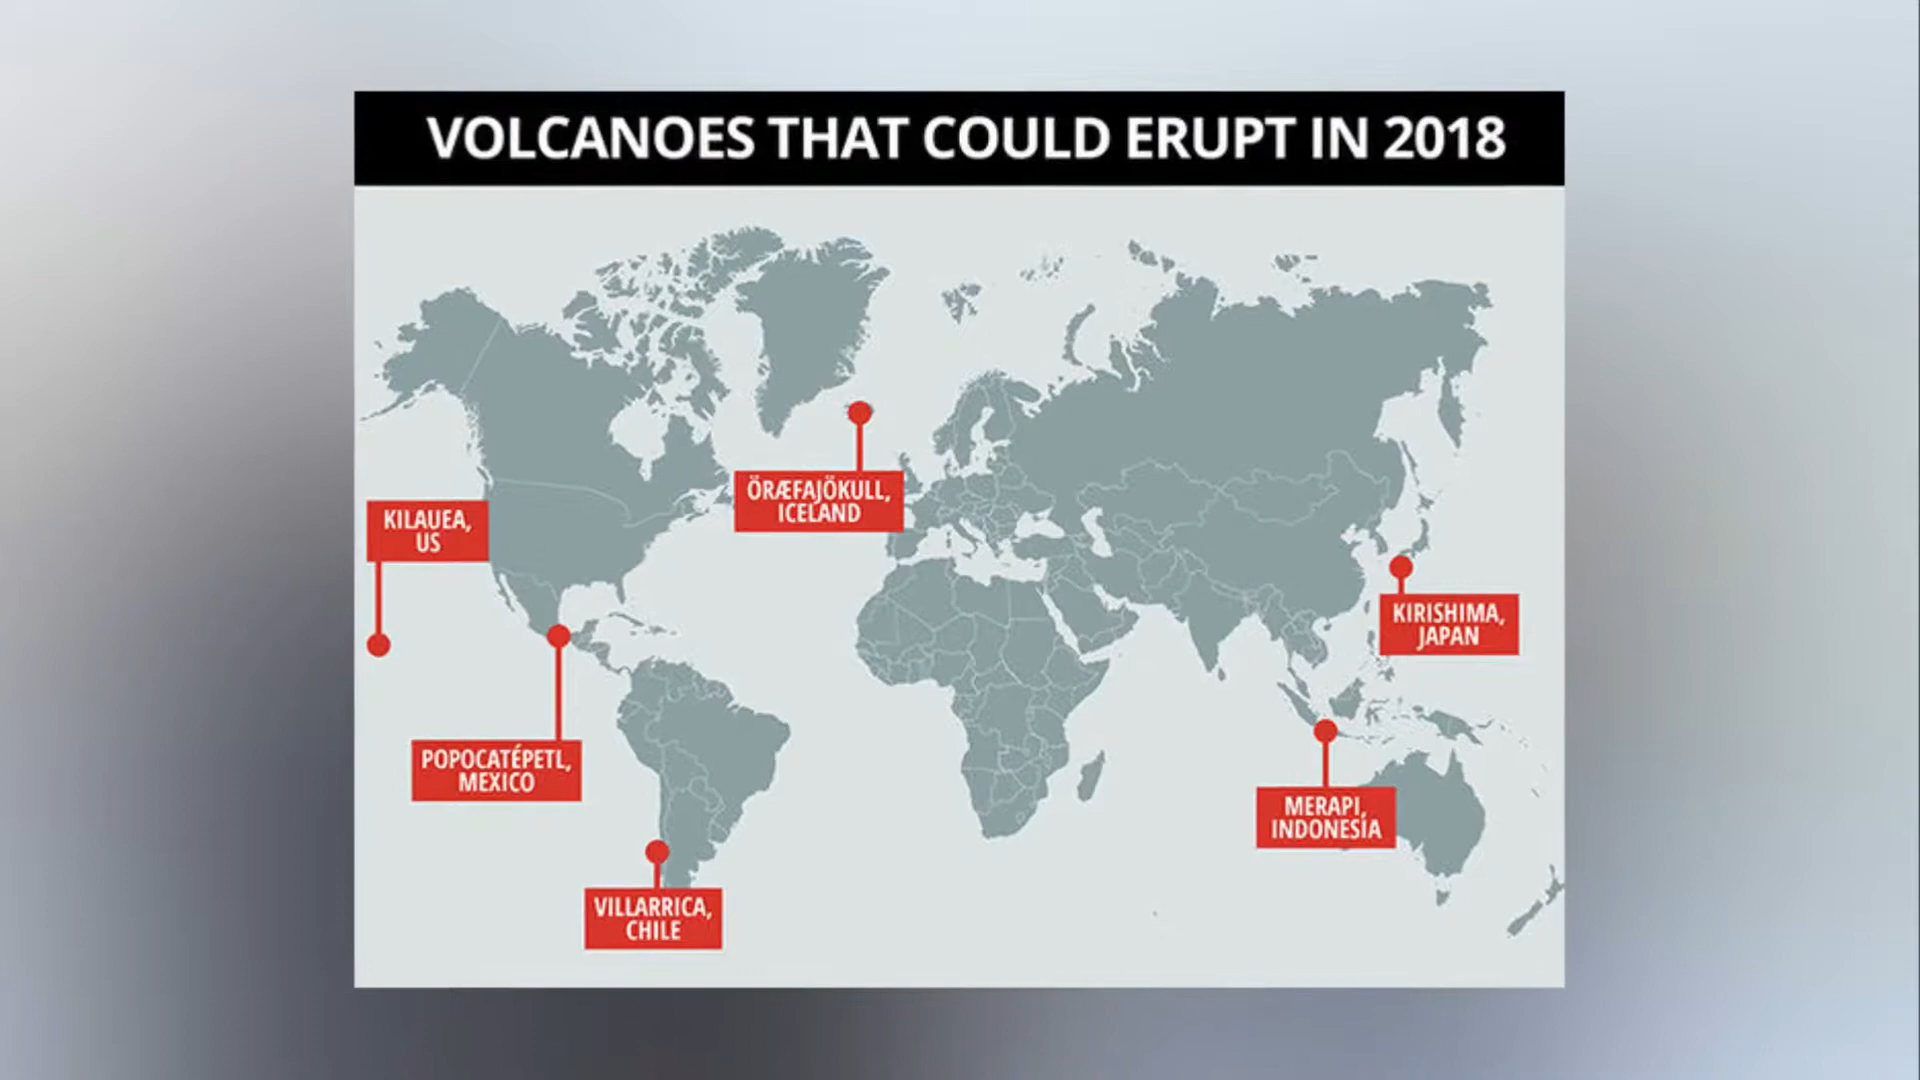 VOLCANOES THAT COULD ERUPT IN 2018
ÖRÆFAJÖKULL,
ICELAND
KILAUEA,
US
KIRISHIMA,
JAPAN
POPOCATÉPETL,
MEXICO
MERAPI,
INDONESIA
VILLARRICA,
CHILE